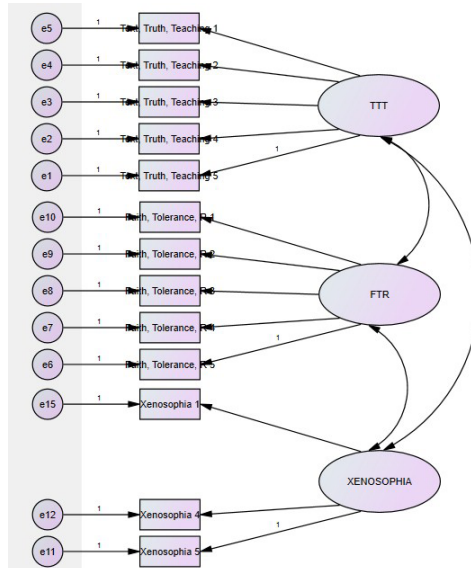 e5 1 Text, Truth, Teaching 1
e4 1 Text, Truth, Teaching 2
e3 1 Text, Truth, Teaching 3
TTT
e2 1 Text, Truth, Teaching 4
e1 1 Text, Truth, Teaching 5 1
e10 1 Faith, Tolerance, R 1
e9 1 Faith, Tolerance, R 2
e8 1 Faith, Tolerance, R 3
FTR
e7 1 Faith, Tolerance, R 4
e6 1 Faith, Tolerance, R 5 1
e15 1 Xenosophia 1
XENOSOPHIA
e12 1 Xenosophia 4
e11 1 Xenosophia 5 1